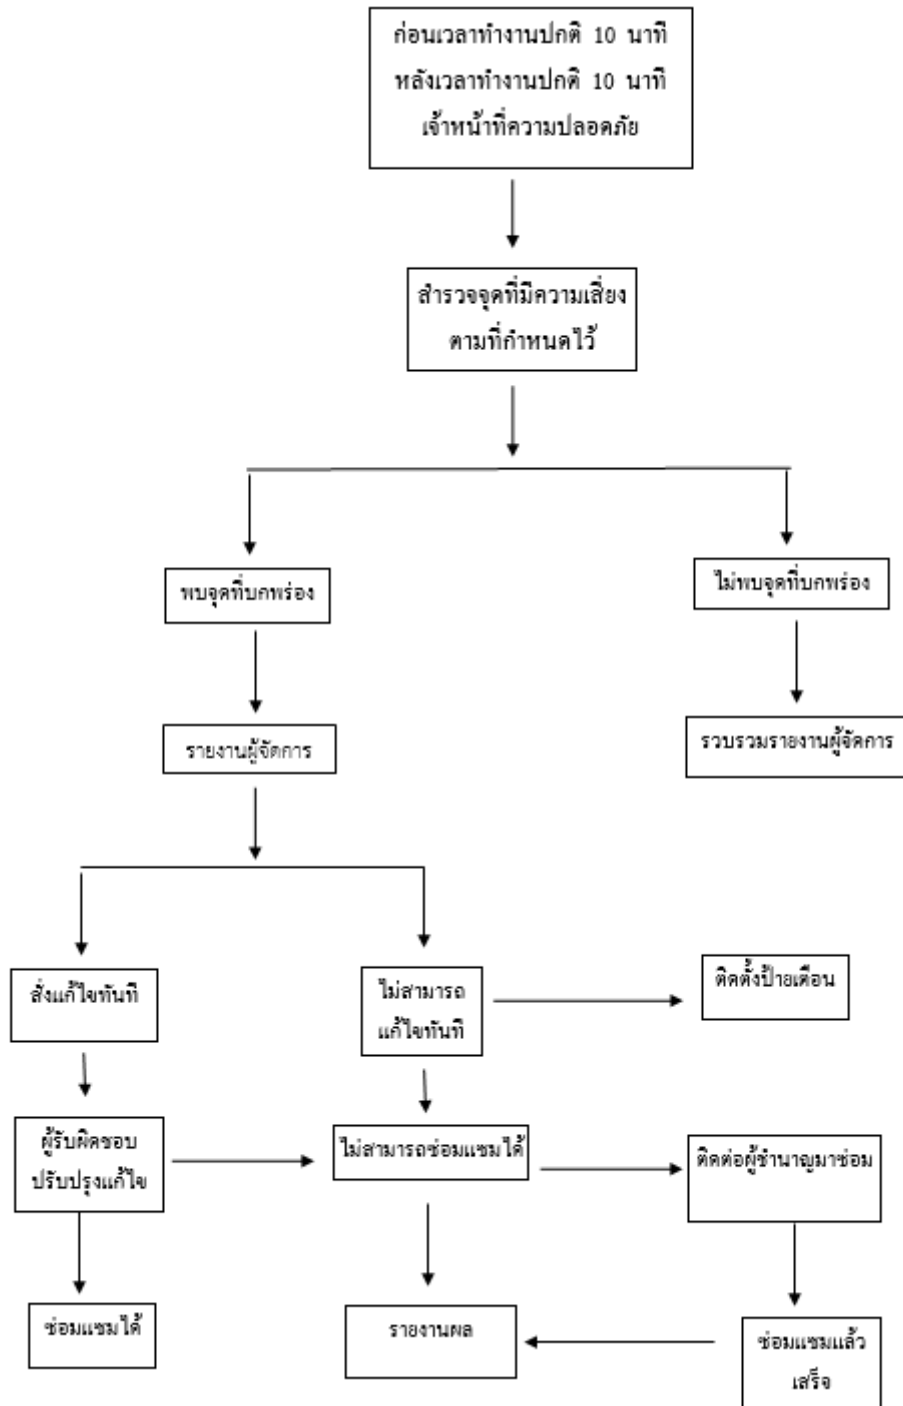 ก่อนเวลาทำงานปกติ 10 นาที
หลังเวลาทำงานปกติ 10 นาที
เจ้าหน้าที่ความปลอดภัย
สำรวจจุดที่มีความเสี่ยง
ตามที่กำหนดไว้
พบจุดที่บกพร่อง
ไม่พบจุดที่บกพร่อง
รายงานผู้จัดการ
รวบรวมรายงานผู้จัดการ
สั่งแก้ไขทันที
ไม่สามารถ
แก้ไขทันที
ติดตั้งป้ายเตือน
ผู้รับผิดชอบ
ปรับปรุงแก้ไข
ไม่สามารถซ่อมแซมได้
ติดต่อผู้ชำนาญมาซ่อม
ซ่อมแซมได้
รายงานผล
ซ่อมแซมแล้ว
เสร็จ